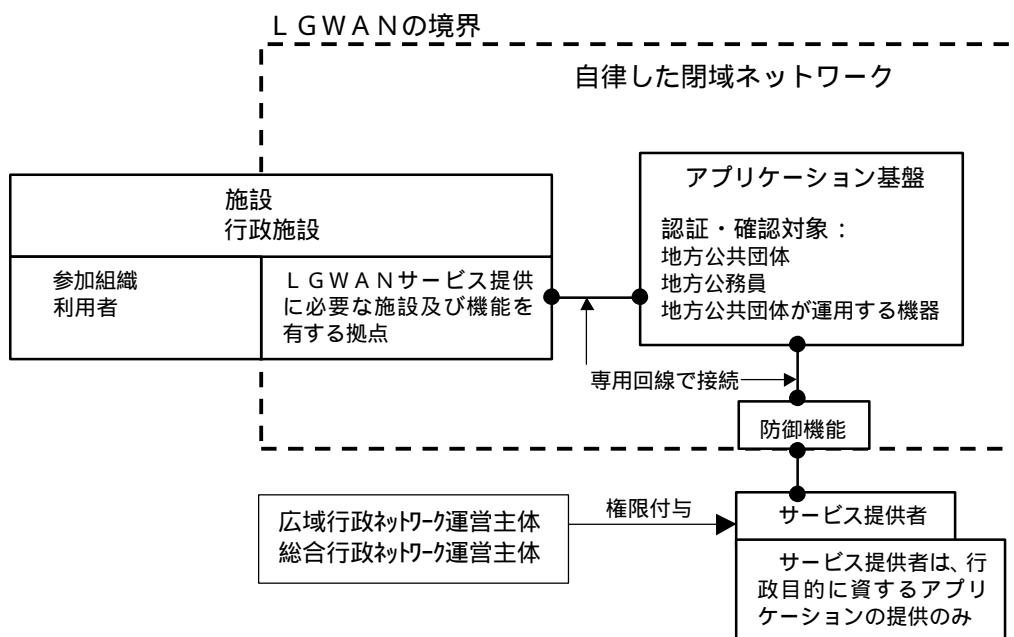 ＬＧＷＡＮの境界
自律した閉域ネットワーク
施設
行政施設
参加組織
利用者
ＬＧＷＡＮサービス提供
に必要な施設及び機能を
有する拠点
アプリケーション基盤
認証・確認対象：
地方公共団体
地方公務員
地方公共団体が運用する機器
専用回線で接続
防御機能
広域行政ﾈｯﾄﾜｰｸ運営主体
総合行政ﾈｯﾄﾜｰｸ運営主体
権限付与
サービス提供者
サービス提供者は、行
政目的に資するアプリ
ケーションの提供のみ